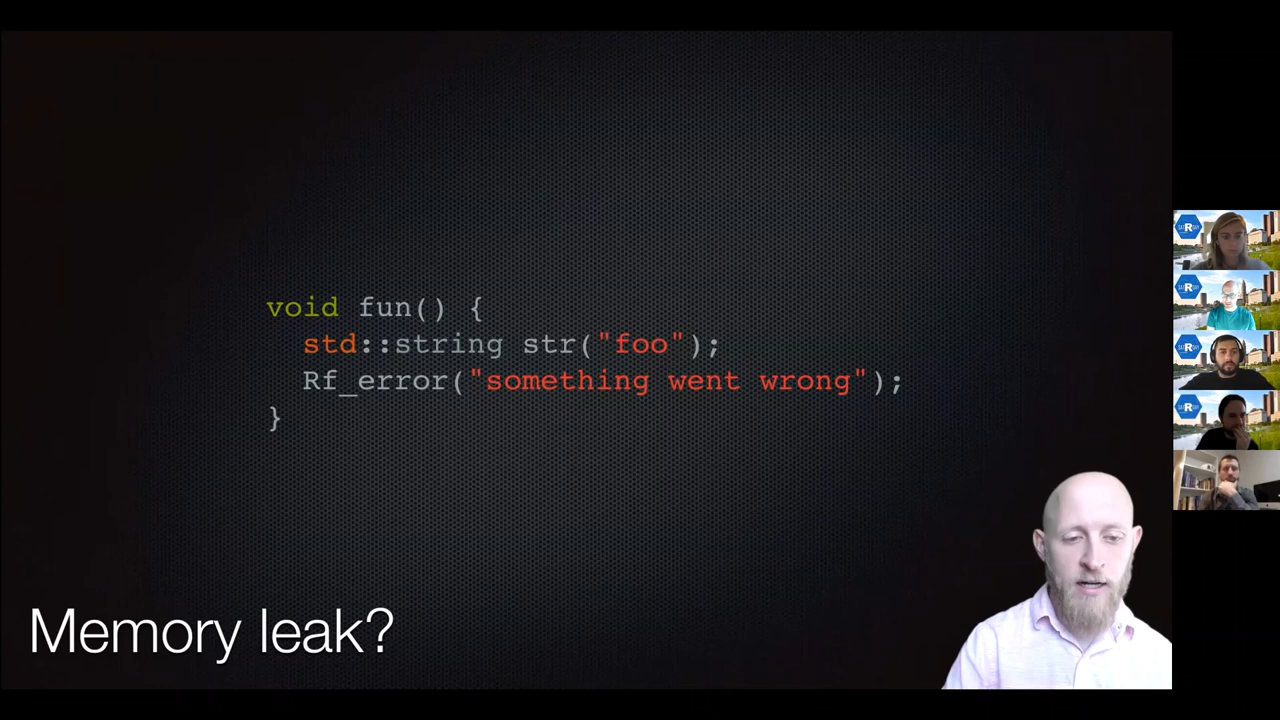 void fun() {
std::string str("foo");
Rf_error("something went wrong");
}
Memory leak?